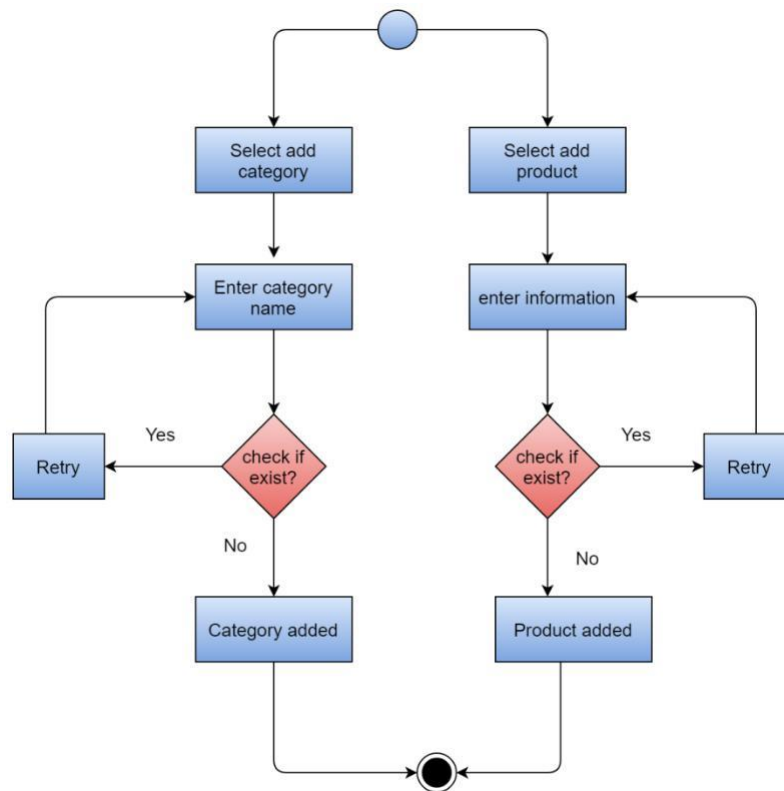 Select add
category
Select add
product
Enter category
name
enter information
Yes
Retry
check if
exist?
check if
exist?
Yes
Retry
No
No
Category added
Product added